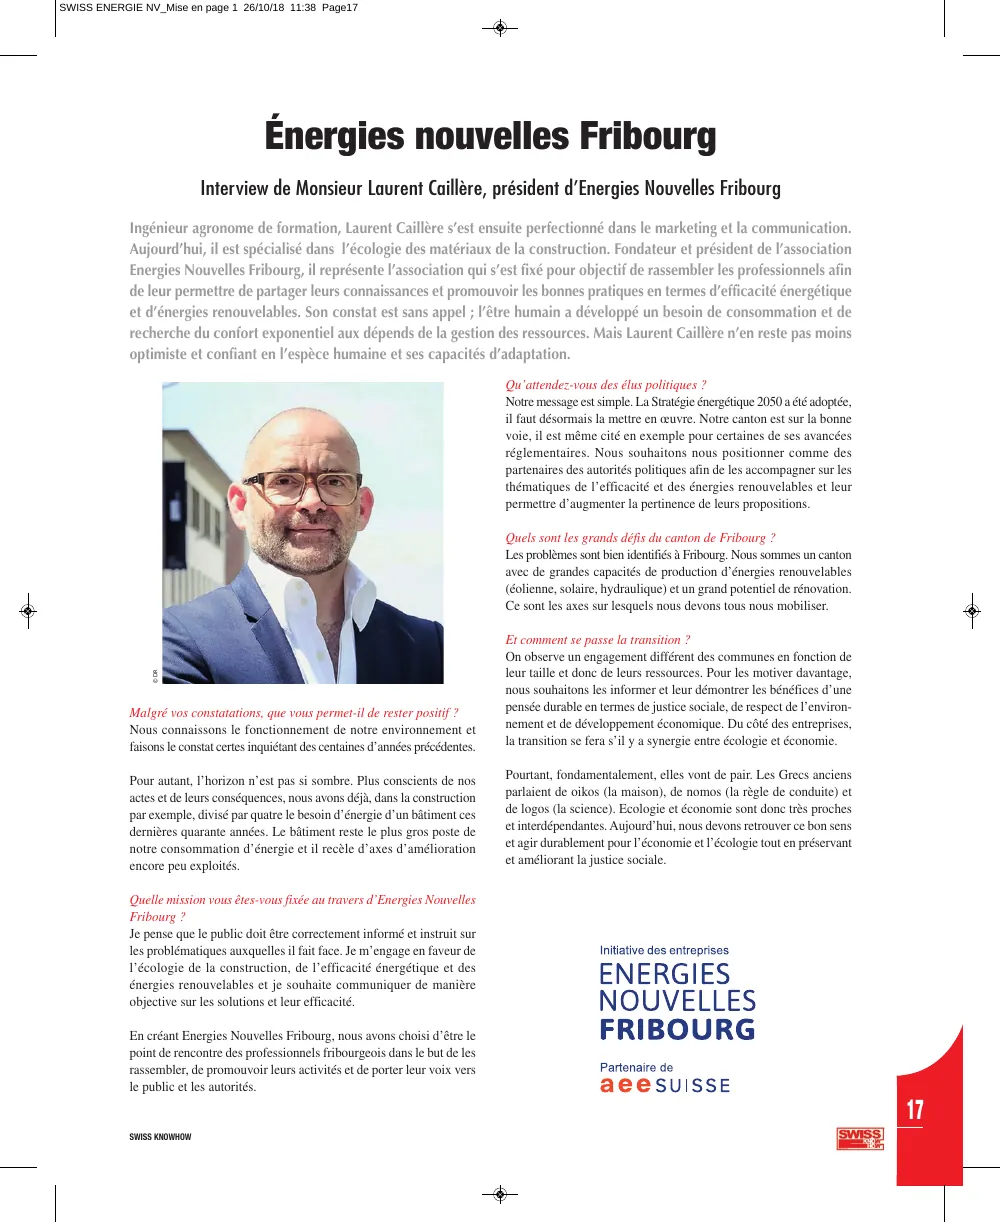 SWISS ENERGIE NV_Mise en page 1 26/10/18 11:38 Page17
Énergies nouvelles Fribourg
Interview de Monsieur Laurent Caillère, président d’Energies Nouvelles Fribourg
Ingénieur agronome de formation, Laurent Caillère s’est ensuite perfectionné dans le marketing et la communication.
Aujourd’hui, il est spécialisé dans l’écologie des matériaux de la construction. Fondateur et président de l’association
Energies Nouvelles Fribourg, il représente l’association qui s’est fixé pour objectif de rassembler les professionnels afin
de leur permettre de partager leurs connaissances et promouvoir les bonnes pratiques en termes d’efficacité énergétique
et d’énergies renouvelables. Son constat est sans appel ; l’être humain a développé un besoin de consommation et de
recherche du confort exponentiel aux dépends de la gestion des ressources. Mais Laurent Caillère n’en reste pas moins
optimiste et confiant en l’espèce humaine et ses capacités d’adaptation.
© DR
Malgré vos constatations, que vous permet-il de rester positif ?
Nous connaissons le fonctionnement de notre environnement et
faisons le constat certes inquiétant des centaines d’années précédentes.
Pour autant, l’horizon n’est pas si sombre. Plus conscients de nos
actes et de leurs conséquences, nous avons déjà, dans la construction
par exemple, divisé par quatre le besoin d’énergie d’un bâtiment ces
dernières quarante années. Le bâtiment reste le plus gros poste de
notre consommation d’énergie et il recèle d’axes d’amélioration
encore peu exploités.
Quelle mission vous êtes-vous fixée au travers d’Energies Nouvelles
Fribourg ?
Je pense que le public doit être correctement informé et instruit sur
les problématiques auxquelles il fait face. Je m’engage en faveur de
l’écologie de la construction, de l’efficacité énergétique et des
énergies renouvelables et je souhaite communiquer de manière
objective sur les solutions et leur efficacité.
En créant Energies Nouvelles Fribourg, nous avons choisi d’être le
point de rencontre des professionnels fribourgeois dans le but de les
rassembler, de promouvoir leurs activités et de porter leur voix vers
le public et les autorités.
Qu’attendez-vous des élus politiques ?
Notre message est simple. La Stratégie énergétique 2050 a été adoptée,
il faut désormais la mettre en œuvre. Notre canton est sur la bonne
voie, il est même cité en exemple pour certaines de ses avancées
réglementaires. Nous souhaitons nous positionner comme des
partenaires des autorités politiques afin de les accompagner sur les
thématiques de l’efficacité et des énergies renouvelables et leur
permettre d’augmenter la pertinence de leurs propositions.
Quels sont les grands défis du canton de Fribourg ?
Les problèmes sont bien identifiés à Fribourg. Nous sommes un canton
avec de grandes capacités de production d’énergies renouvelables
(éolienne, solaire, hydraulique) et un grand potentiel de rénovation.
Ce sont les axes sur lesquels nous devons tous nous mobiliser.
Et comment se passe la transition ?
On observe un engagement différent des communes en fonction de
leur taille et donc de leurs ressources. Pour les motiver davantage,
nous souhaitons les informer et leur démontrer les bénéfices d’une
pensée durable en termes de justice sociale, de respect de l’environ-
nement et de développement économique. Du côté des entreprises,
la transition se fera s’il y a synergie entre écologie et économie.
Pourtant, fondamentalement, elles vont de pair. Les Grecs anciens
parlaient de oikos (la maison), de nomos (la règle de conduite) et
de logos (la science). Ecologie et économie sont donc très proches
et interdépendantes. Aujourd’hui, nous devons retrouver ce bon sens
et agir durablement pour l’économie et l’écologie tout en préservant
et améliorant la justice sociale.
Initiative des entreprises
ENERGIES
NOUVELLES
FRIBOURG
Partenaire de
aee SUISSE
17
SWISS KNOWHOW
SWISS